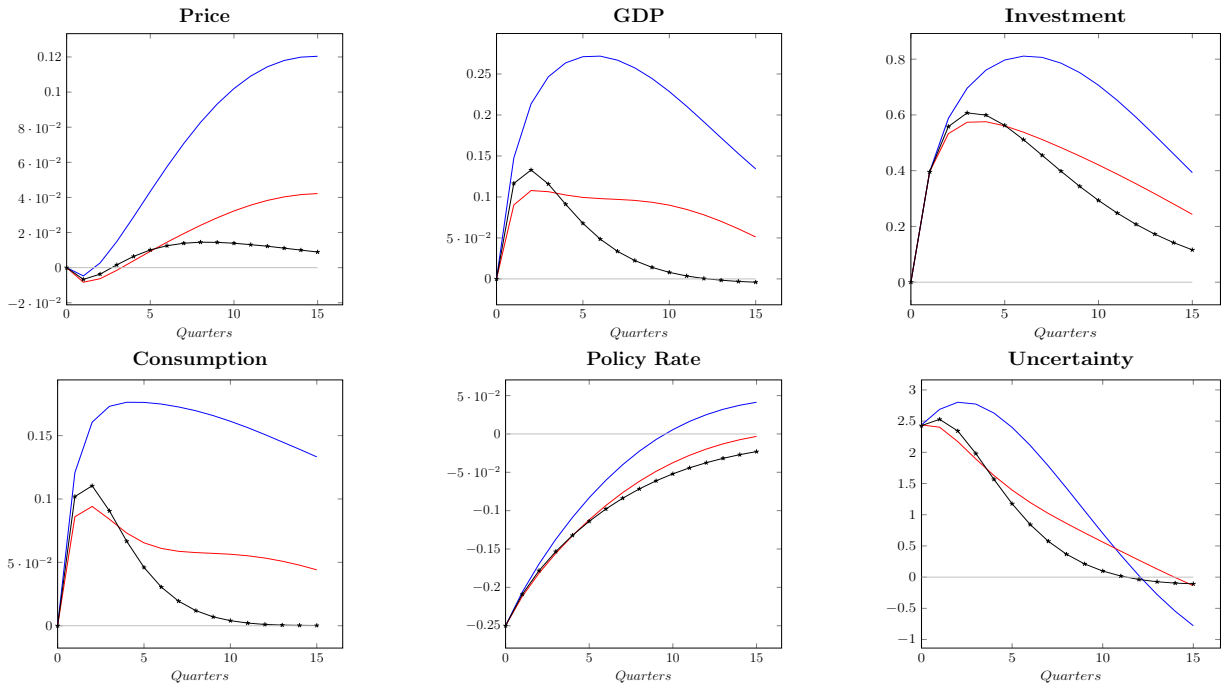 Price
0.12
0.1
8 · 10⁻²
6 · 10⁻²
4 · 10⁻²
2 · 10⁻²
0
−2 · 10⁻²
0 5 10 15
Quarters
GDP
0.25
0.2
0.15
0.1
5 · 10⁻²
0
0 5 10 15
Quarters
Investment
0.8
0.6
0.4
0.2
0
0 5 10 15
Quarters
Consumption
0.15
0.1
5 · 10⁻²
0
0 5 10 15
Quarters
Policy Rate
5 · 10⁻²
0
−5 · 10⁻²
−0.1
−0.15
−0.2
−0.25
0 5 10 15
Quarters
Uncertainty
3
2.5
2
1.5
1
0.5
0
−0.5
−1
0 5 10 15
Quarters